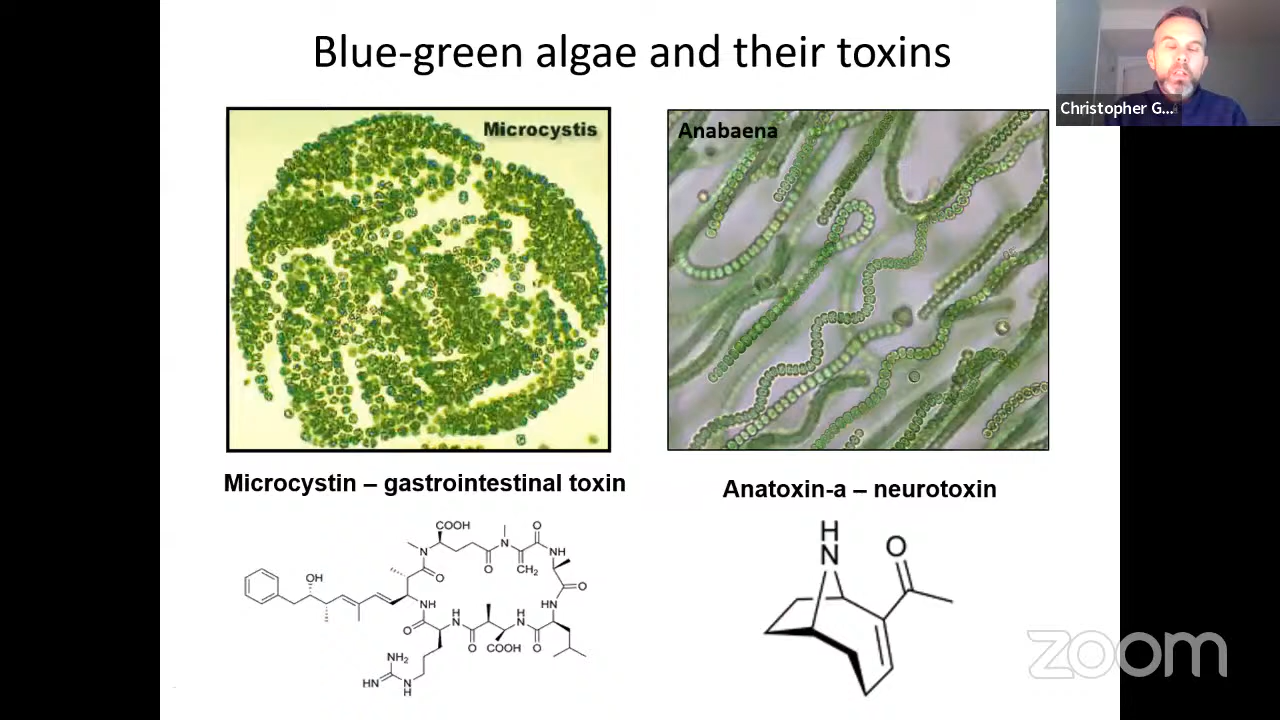 Blue-green algae and their toxins
Christopher G...
Microcystis
Anabaena
Microcystin – gastrointestinal toxin
Anatoxin-a – neurotoxin
COOH
N
O
N
O
CH₂
NH
O
OH
NH
O
H
N
O
COOH
H
N
O
HN
O
NH₂
HN
N
H
H
N
O
zoom